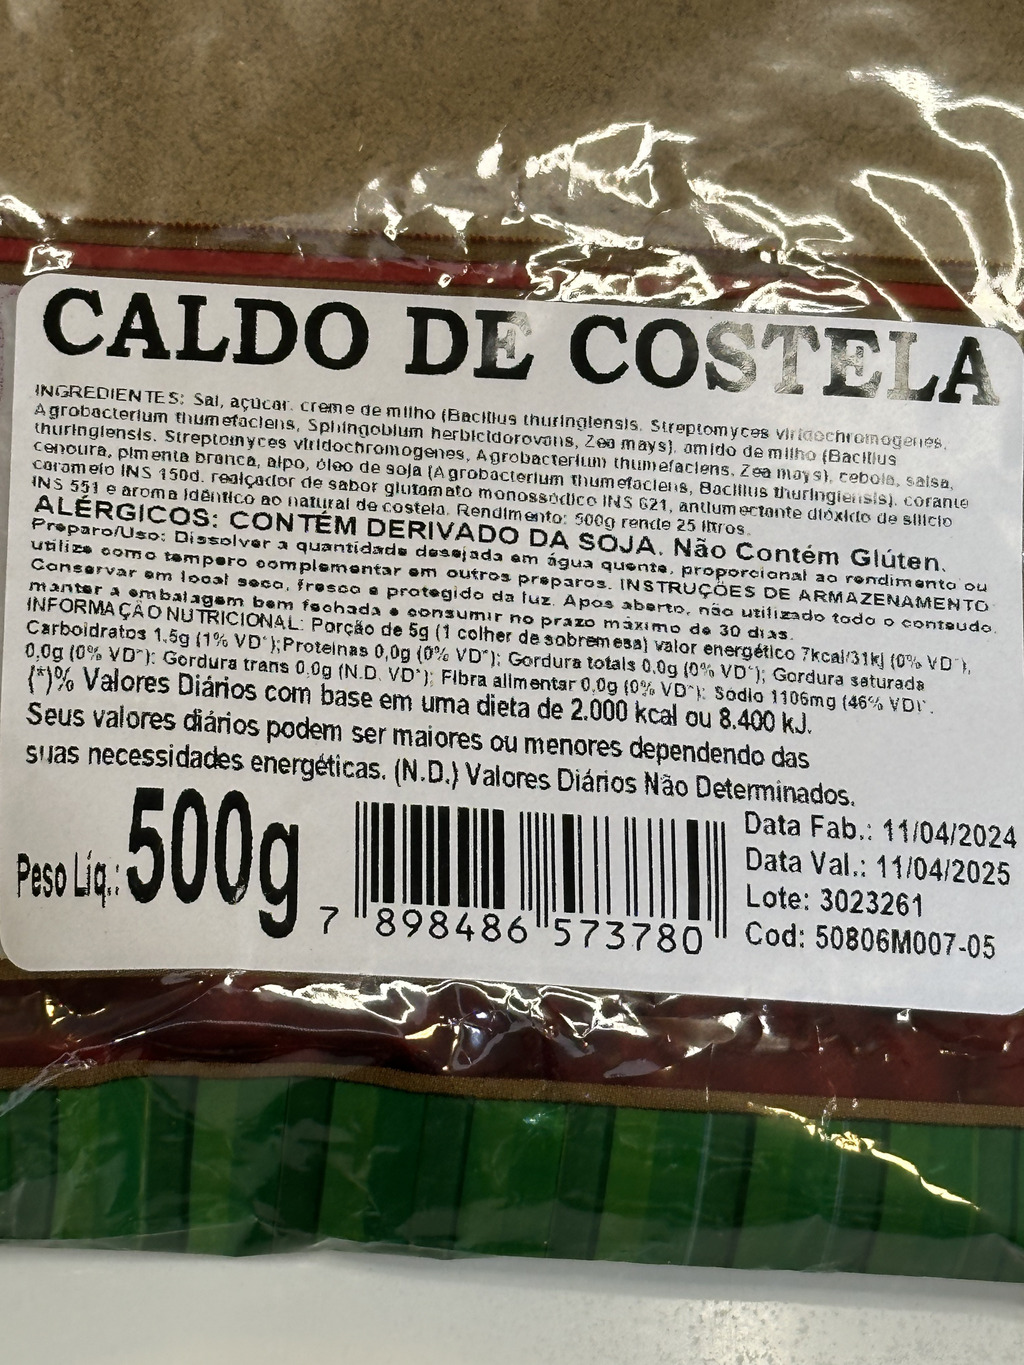 CALDO DE COSTELA
INGREDIENTES: Sal, açúcar, creme de milho (Bacillus thuringiensis, Streptomyces viridochromogenes,
Agrobacterium thumefaciens, Sphingobium herbicidorovans, Zea mays), amido de milho (Bacillus
thuringiensis, Streptomyces viridochromogenes, Agrobacterium thumefaciens, Zea mays), cebola, salsa,
cenoura, pimenta branca, aipo, óleo de soja (Agrobacterium thumefaciens, Bacillus thuringiensis), corante
caramelo INS 150d, realçador de sabor glutamato monossódico INS 621, antiumectante dióxido de silício
INS 551 e aroma idêntico ao natural de costela. Rendimento: 500g rende 25 litros.
ALÉRGICOS: CONTÉM DERIVADO DA SOJA. Não Contém Glúten.
Preparo/Uso: Dissolver a quantidade desejada em água quente, proporcional ao rendimento ou
utilize como tempero complementar em outros preparos. INSTRUÇÕES DE ARMAZENAMENTO
Conservar em local seco, fresco e protegido da luz. Apos aberto, não utilizado todo o conteudo,
manter a embalagem bem fechada e consumir no prazo máximo de 30 dias.
INFORMAÇÃO NUTRICIONAL: Porção de 5g (1 colher de sobremesa) valor energético 7kcal/31kj (0% VD*),
Carboidratos 1,5g (1% VD*);Proteínas 0,0g (0% VD*); Gordura totais 0,0g (0% VD*); Gordura saturada
0,0g (0% VD*); Gordura trans 0,0g (N.D. VD*); Fibra alimentar 0,0g (0% VD*); Sódio 1106mg (46% VD)*.
(*)% Valores Diários com base em uma dieta de 2.000 kcal ou 8.400 kJ.
Seus valores diários podem ser maiores ou menores dependendo das
suas necessidades energéticas. (N.D.) Valores Diários Não Determinados.
Peso Líq.: 500g
7 898486 573780
Data Fab.: 11/04/2024
Data Val.: 11/04/2025
Lote: 3023261
Cod: 50806M007-05